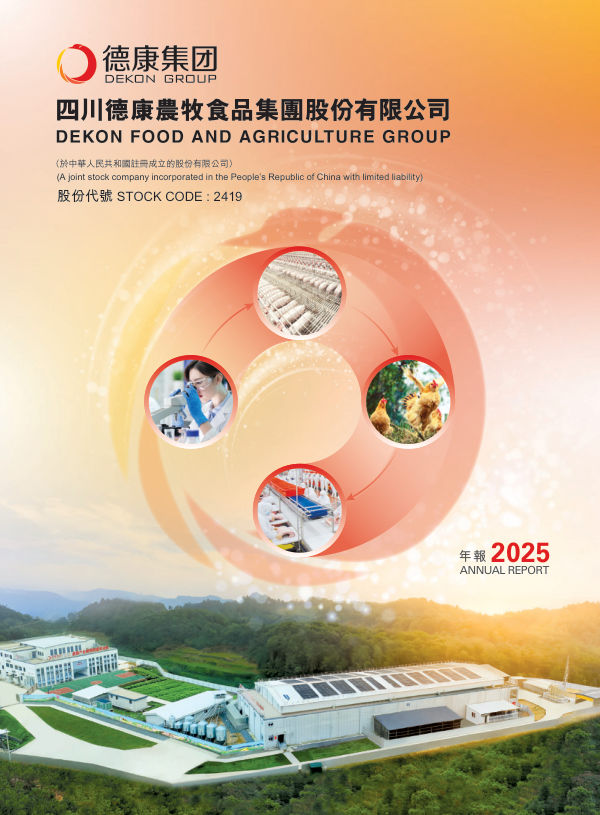 德康集团
DEKON GROUP
四川德康農牧食品集團股份有限公司
DEKON FOOD AND AGRICULTURE GROUP
（於中華人民共和國註冊成立的股份有限公司）
(A joint stock company incorporated in the People's Republic of China with limited liability)
股份代號 STOCK CODE : 2419
年報 2025
ANNUAL REPORT